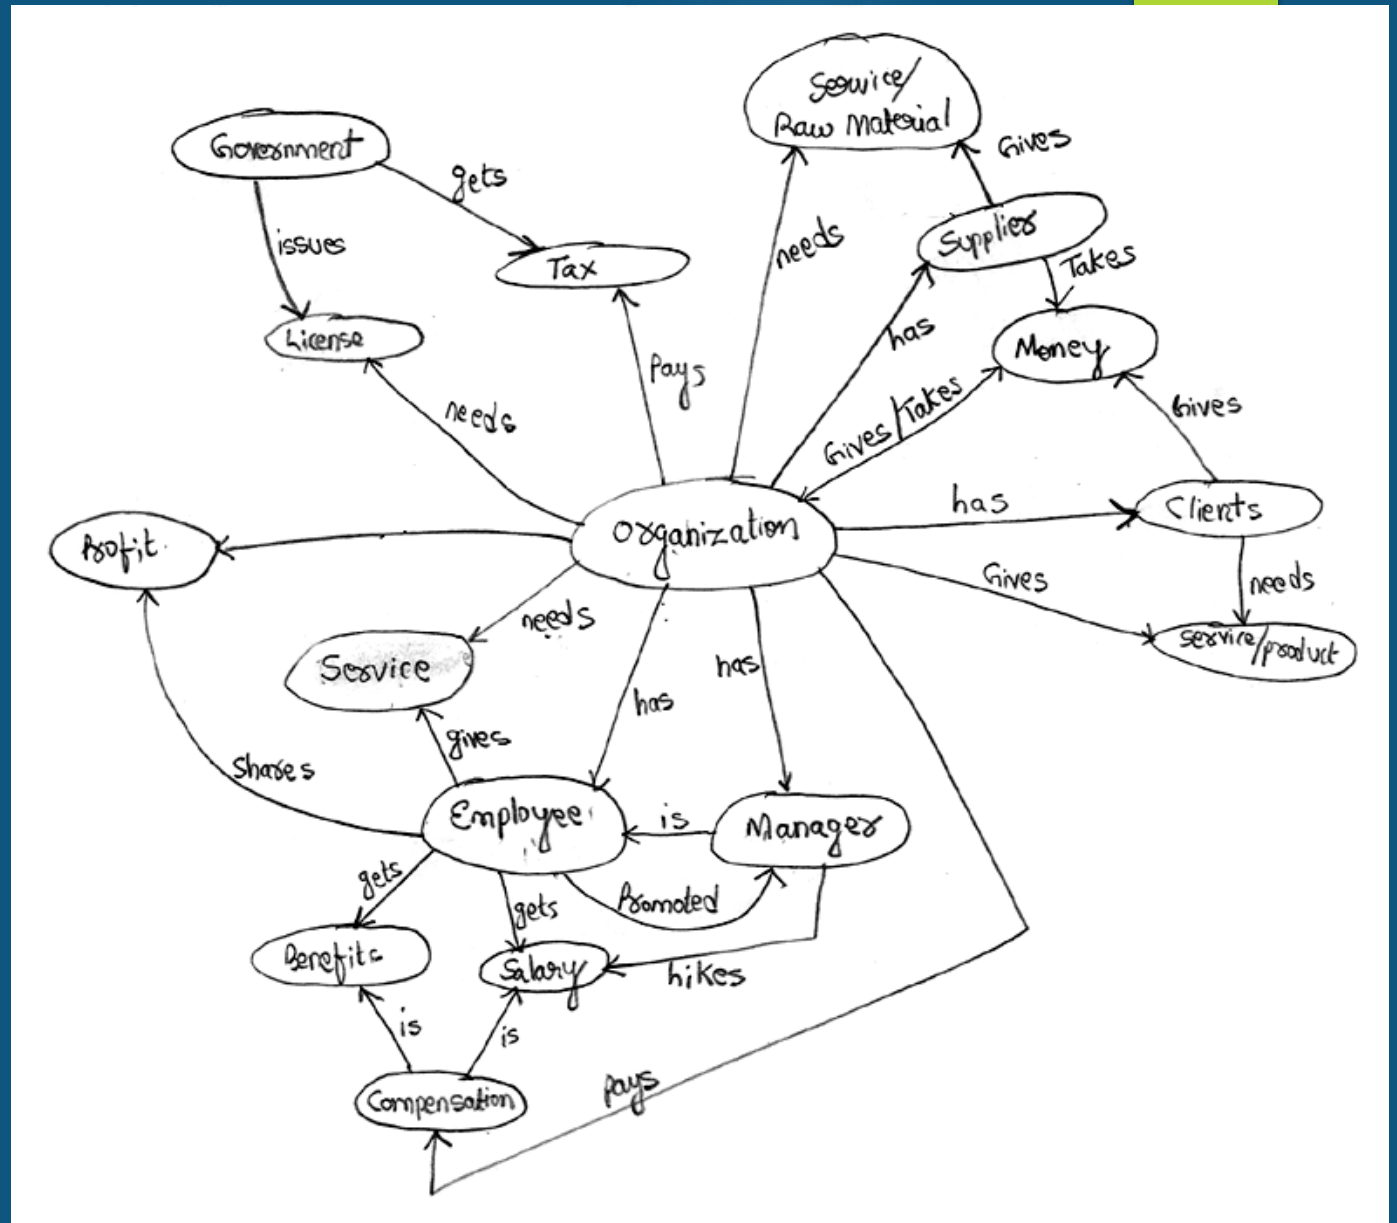 Service/
Raw Material
Government
Gives
gets
Supplier
issues
needs
Tax
Takes
License
has
Money
Pays
Gives/Takes
needs
Gives
has
Clients
Organization
Profit
Gives
needs
needs
Service
has
service/product
has
gives
Shares
Employee
is
Manager
gets
gets
Promoted
Benefits
Salary
hikes
is
is
pays
Compensation